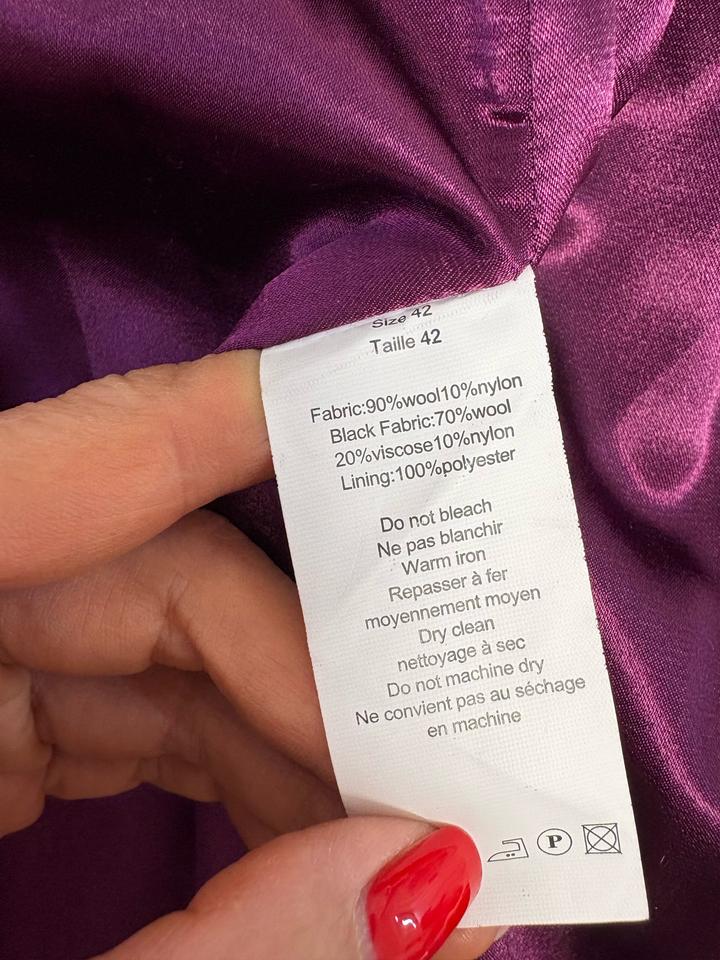 Size 42
Taille 42
Fabric:90%wool10%nylon
Black Fabric:70%wool
20%viscose10%nylon
Lining:100%polyester
Do not bleach
Ne pas blanchir
Warm iron
Repasser à fer
moyennement moyen
Dry clean
nettoyage à sec
Do not machine dry
Ne convient pas au séchage
en machine
P